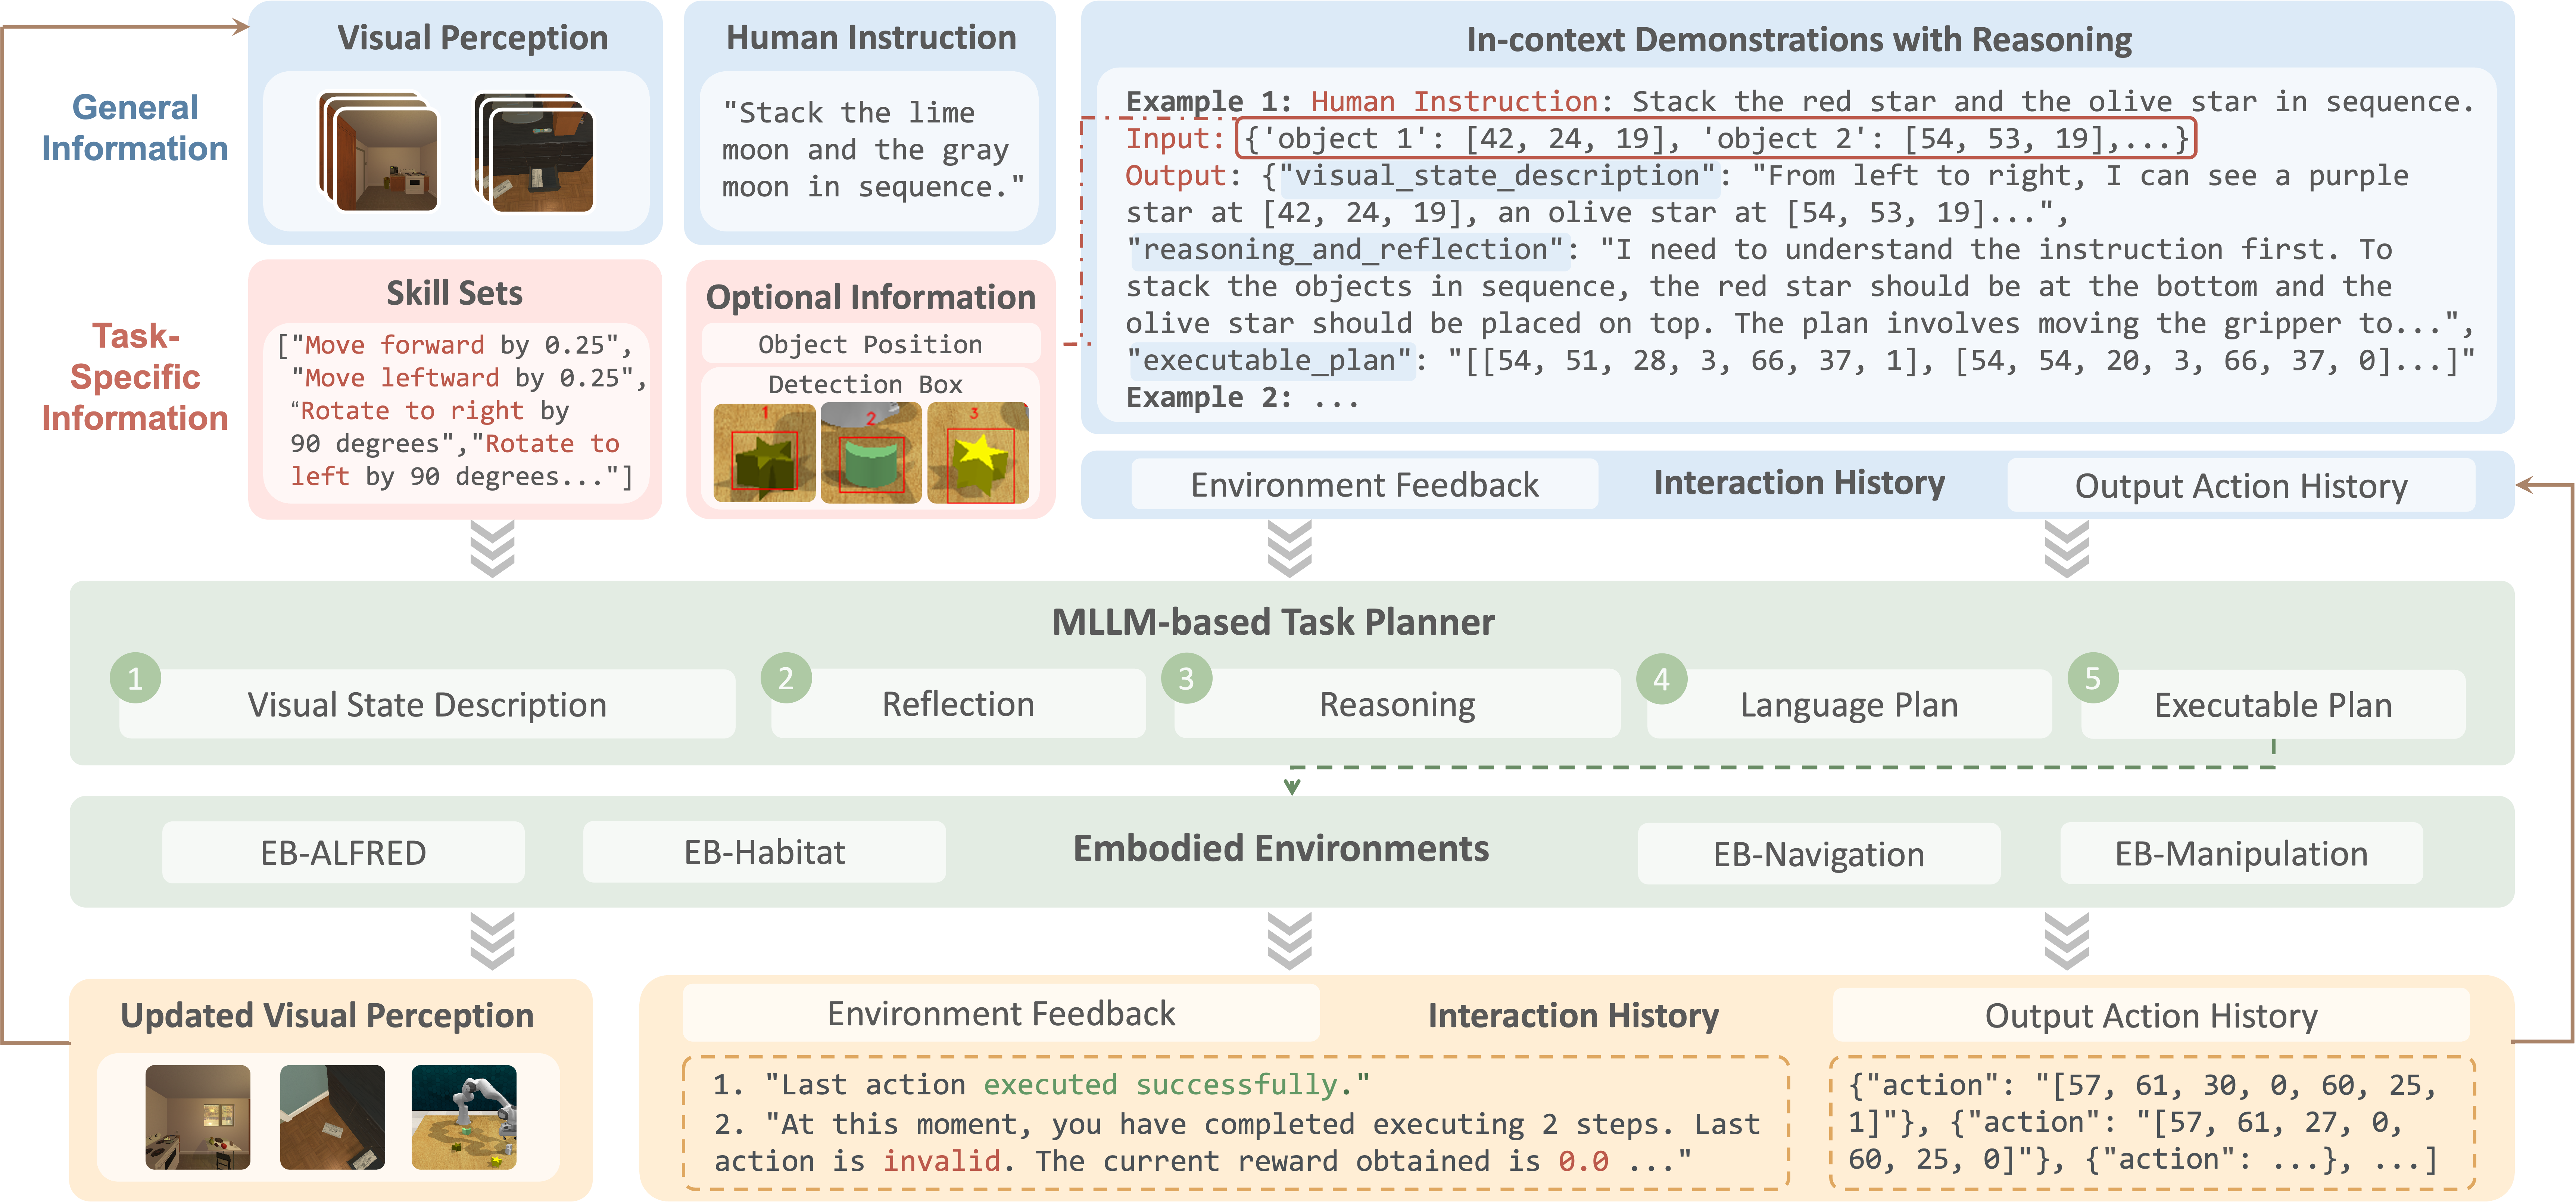 General
Information
Visual Perception
Human Instruction
"Stack the lime
moon and the gray
moon in sequence."
In-context Demonstrations with Reasoning
Example 1: Human Instruction: Stack the red star and the olive star in sequence.
Input: {'object 1': [42, 24, 19], 'object 2': [54, 53, 19],...}
Output: {"visual_state_description": "From left to right, I can see a purple
star at [42, 24, 19], an olive star at [54, 53, 19]...",
"reasoning_and_reflection": "I need to understand the instruction first. To
stack the objects in sequence, the red star should be at the bottom and the
olive star should be placed on top. The plan involves moving the gripper to...",
"executable_plan": "[[54, 51, 28, 3, 66, 37, 1], [54, 54, 20, 3, 66, 37, 0]...]"
Example 2: ...
Task-
Specific
Information
Skill Sets
["Move forward by 0.25",
"Move leftward by 0.25",
“Rotate to right by
90 degrees","Rotate to
left by 90 degrees..."]
Optional Information
Object Position
Detection Box
1
2
3
Environment Feedback
Interaction History
Output Action History
MLLM-based Task Planner
1
Visual State Description
2
Reflection
3
Reasoning
4
Language Plan
5
Executable Plan
EB-ALFRED
EB-Habitat
Embodied Environments
EB-Navigation
EB-Manipulation
Updated Visual Perception
Environment Feedback
Interaction History
Output Action History
1. "Last action executed successfully."
2. "At this moment, you have completed executing 2 steps. Last
action is invalid. The current reward obtained is 0.0 ..."
{"action": "[57, 61, 30, 0, 60, 25,
1]"}, {"action": "[57, 61, 27, 0,
60, 25, 0]"}, {"action": ...}, ...]